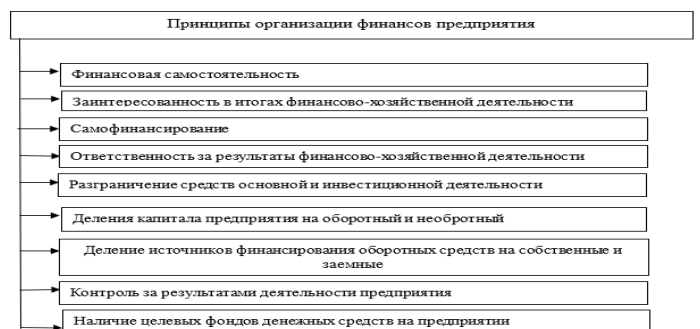 Принципы организации финансов предприятия
Финансовая самостоятельность
Заинтересованность в итогах финансово-хозяйственной деятельности
Самофинансирование
Ответственность за результаты финансово-хозяйственной деятельности
Разграничение средств основной и инвестиционной деятельности
Деления капитала предприятия на оборотный и необротный
Деление источников финансирования оборотных средств на собственные и
заемные
Контроль за результатами деятельности предприятия
Наличие целевых фондов денежных средств на предприятии